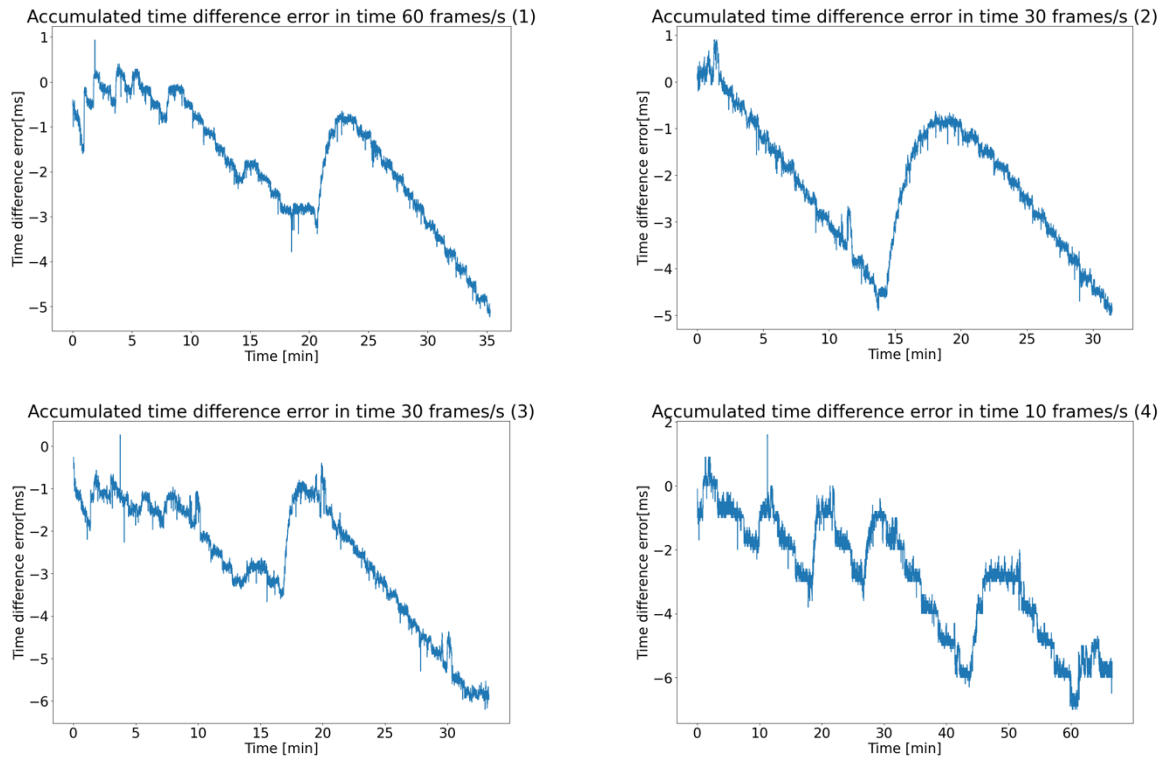 Accumulated time difference error in time 60 frames/s (1)
1
0
−1
−2
−3
−4
−5
Time difference error[ms]
0 5 10 15 20 25 30 35
Time [min]
Accumulated time difference error in time 30 frames/s (2)
1
0
−1
−2
−3
−4
−5
Time difference error[ms]
0 5 10 15 20 25 30
Time [min]
Accumulated time difference error in time 30 frames/s (3)
0
−1
−2
−3
−4
−5
−6
Time difference error[ms]
0 5 10 15 20 25 30
Time [min]
Accumulated time difference error in time 10 frames/s (4)
2
0
−2
−4
−6
Time difference error[ms]
0 10 20 30 40 50 60
Time [min]